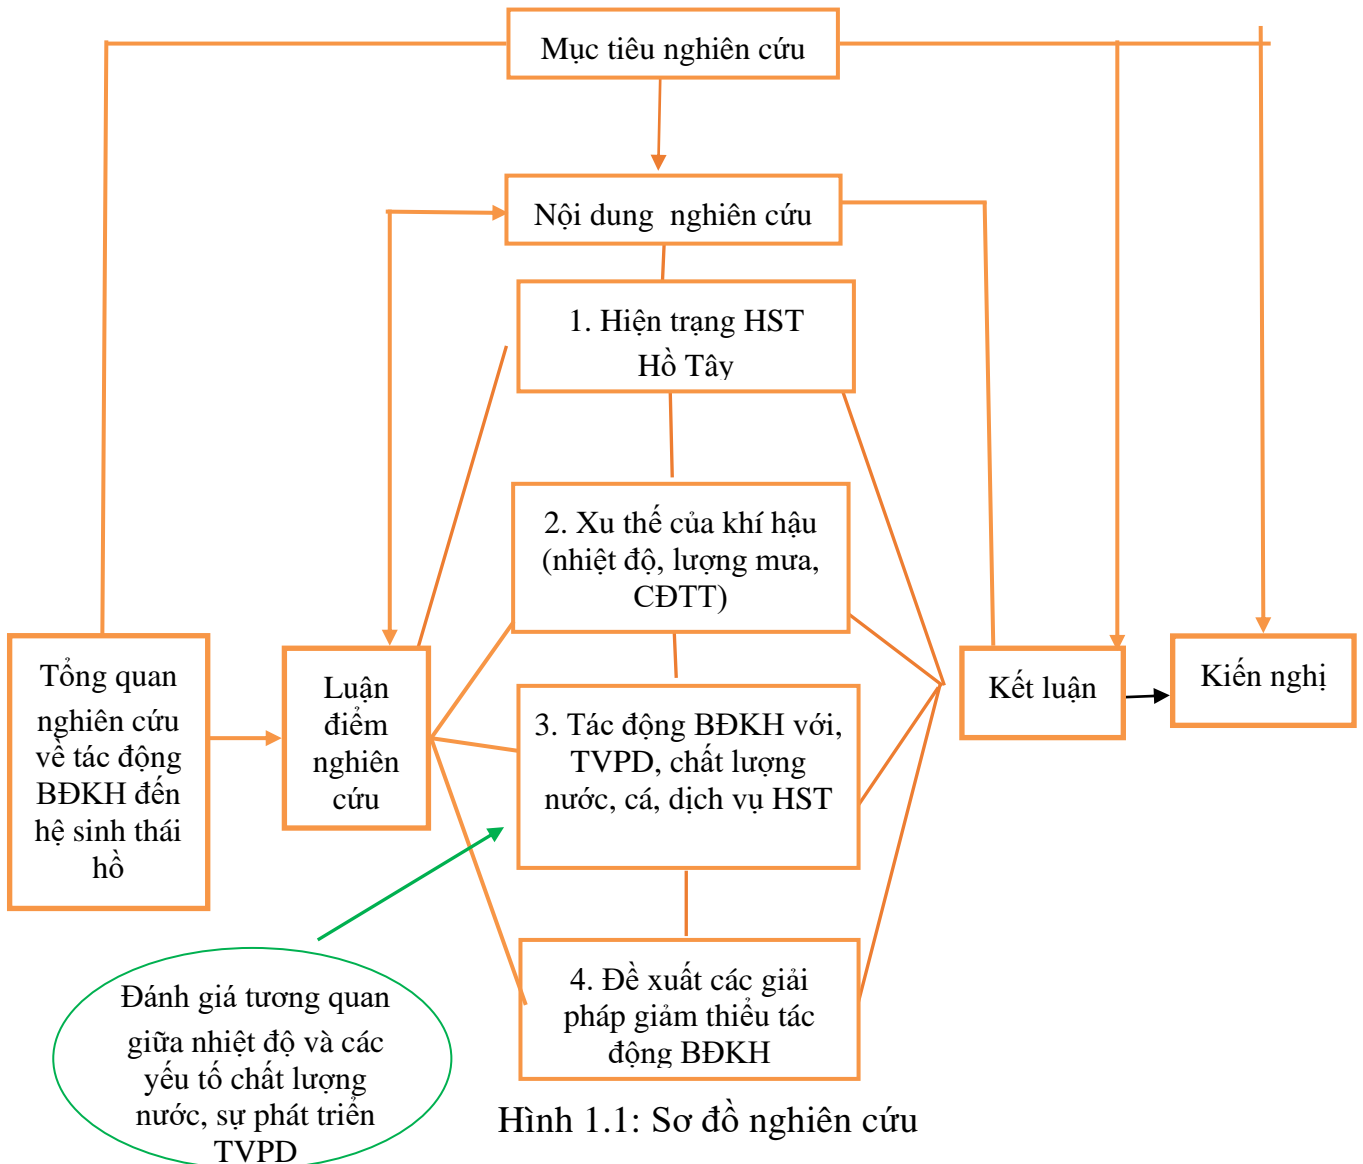 Mục tiêu nghiên cứu
Nội dung nghiên cứu
1. Hiện trạng HST
Hồ Tây
2. Xu thế của khí hậu
(nhiệt độ, lượng mưa,
CĐTT)
Tổng quan
nghiên cứu
về tác động
BĐKH đến
hệ sinh thái
hồ
Luận
điểm
nghiên
cứu
3. Tác động BĐKH với,
TVPD, chất lượng
nước, cá, dịch vụ HST
Kết luận
Kiến nghị
4. Đề xuất các giải
pháp giảm thiểu tác
động BĐKH
Đánh giá tương quan
giữa nhiệt độ và các
yếu tố chất lượng
nước, sự phát triển
TVPD
Hình 1.1: Sơ đồ nghiên cứu